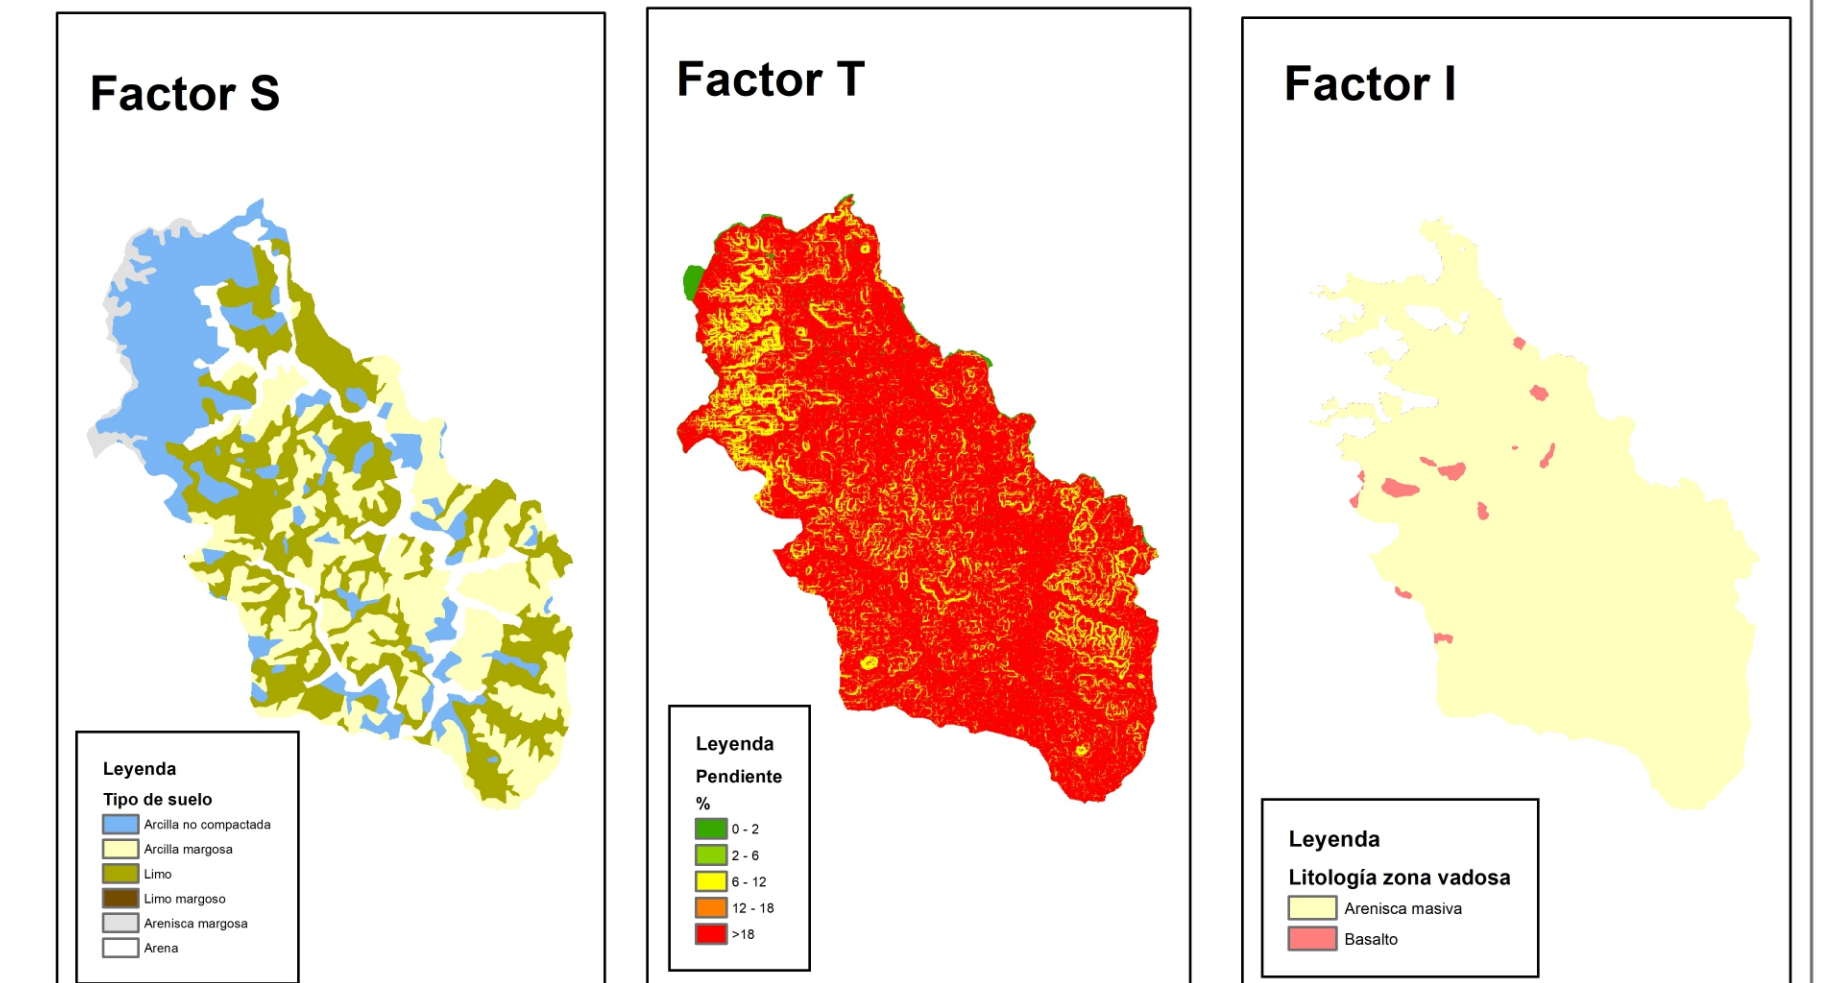 Factor S
Leyenda
Tipo de suelo
Arcilla no compactada
Arcilla margosa
Limo
Limo margoso
Arenisca margosa
Arena
Factor T
Leyenda
Pendiente
%
0 - 2
2 - 6
6 - 12
12 - 18
>18
Factor I
Leyenda
Litología zona vadosa
Arenisca masiva
Basalto